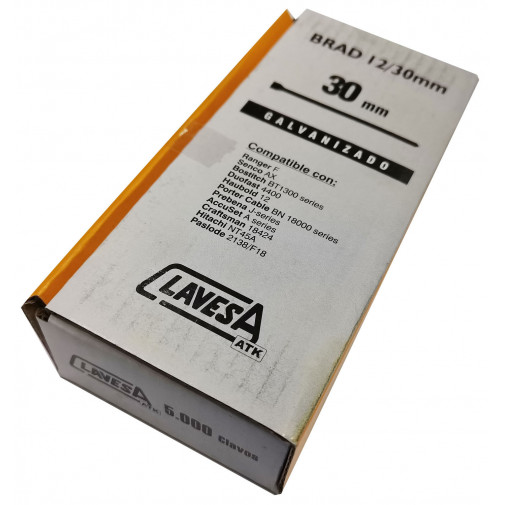 BRAD 12/30mm
30 mm
GALVANIZADO
Compatible con:
Ranger F
Senco AX
Bostitch BT1300 series
Duofast 4400
Haubold 12
Porter Cable BN 18000 series
Prebena J-series
AccuSet A series
Craftsman 18424
Hitachi NT45A
Paslode 2138/F18
CLAVESA
ATK
CLAVESA
ATK
5.000 Clavos